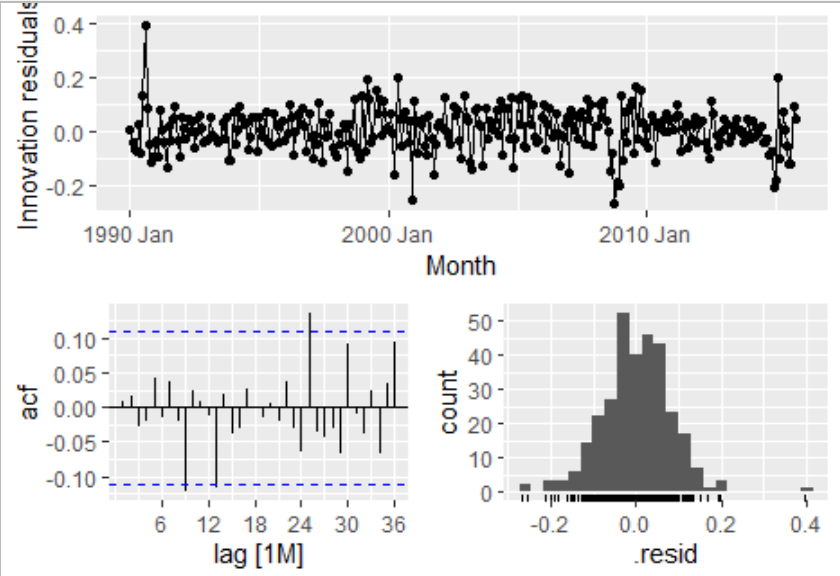 Innovation residuals
0.4
0.2
0.0
-0.2
1990 Jan
2000 Jan
2010 Jan
Month
acf
0.10
0.05
0.00
-0.05
-0.10
6
12
18
24
30
36
lag [1M]
count
50
40
30
20
10
0
-0.2
0.0
0.2
0.4
.resid